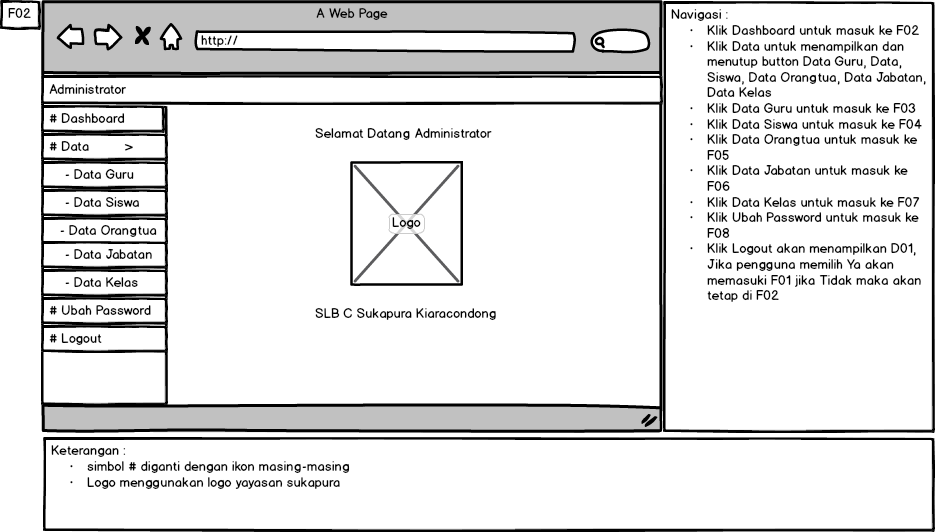 F02
A Web Page
http://
Administrator
# Dashboard
# Data >
- Data Guru
- Data Siswa
- Data Orangtua
- Data Jabatan
- Data Kelas
# Ubah Password
# Logout
Selamat Datang Administrator
Logo
SLB C Sukapura Kiaracondong
Navigasi :
· Klik Dashboard untuk masuk ke F02
· Klik Data untuk menampilkan dan
menutup button Data Guru, Data,
Siswa, Data Orangtua, Data Jabatan,
Data Kelas
· Klik Data Guru untuk masuk ke F03
· Klik Data Siswa untuk masuk ke F04
· Klik Data Orangtua untuk masuk ke
F05
· Klik Data Jabatan untuk masuk ke
F06
· Klik Data Kelas untuk masuk ke F07
· Klik Ubah Password untuk masuk ke
F08
· Klik Logout akan menampilkan D01,
Jika pengguna memilih Ya akan
memasuki F01 jika Tidak maka akan
tetap di F02
Keterangan :
· simbol # diganti dengan ikon masing-masing
· Logo menggunakan logo yayasan sukapura